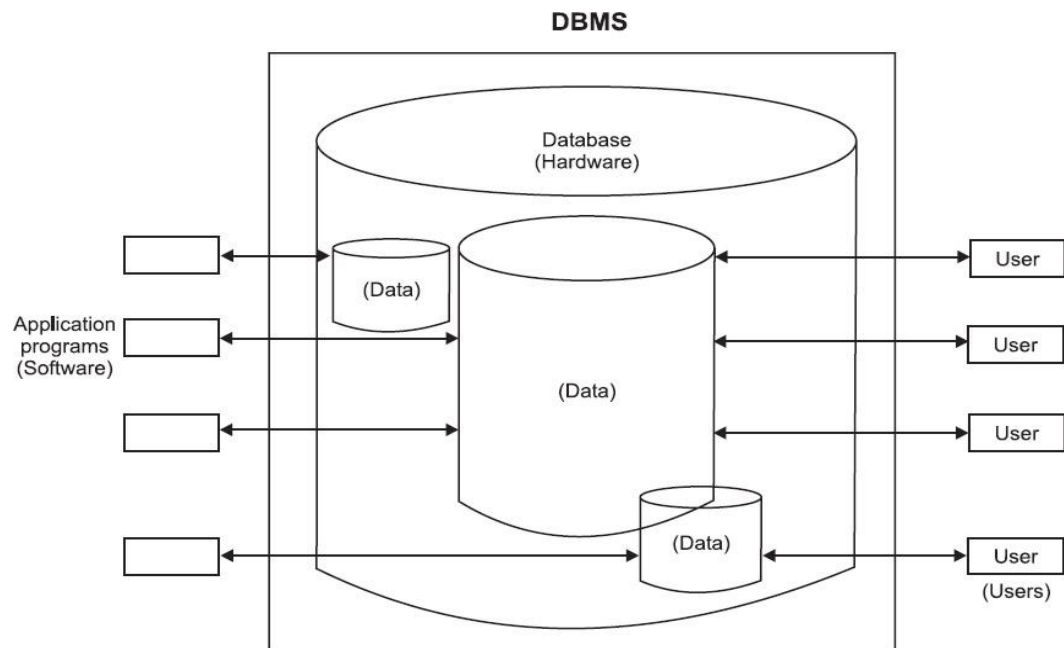 DBMS
Database
(Hardware)
(Data)
User
Application
programs
(Software)
User
(Data)
User
(Data)
User
(Users)